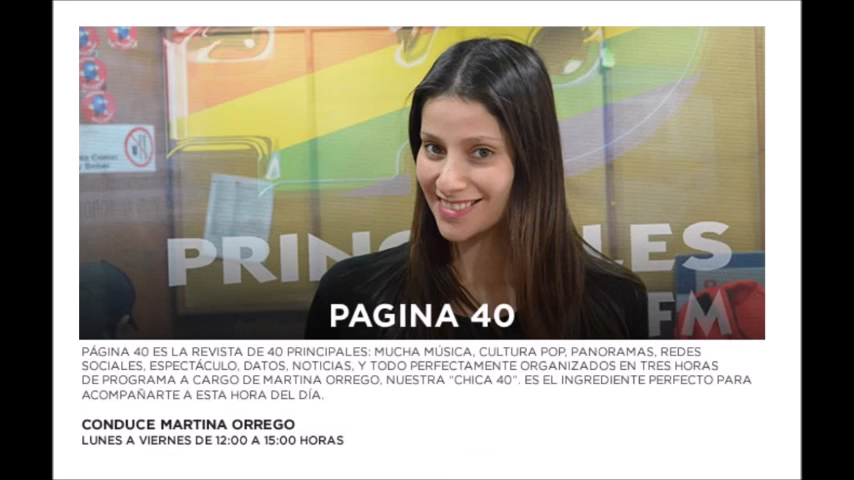 PRINCIPALES
FM
PAGINA 40
PÁGINA 40 ES LA REVISTA DE 40 PRINCIPALES: MUCHA MÚSICA, CULTURA POP, PANORAMAS, REDES
SOCIALES, ESPECTÁCULO, DATOS, NOTICIAS, Y TODO PERFECTAMENTE ORGANIZADOS EN TRES HORAS
DE PROGRAMA A CARGO DE MARTINA ORREGO, NUESTRA “CHICA 40”. ES EL INGREDIENTE PERFECTO PARA
ACOMPAÑARTE A ESTA HORA DEL DÍA.
CONDUCE MARTINA ORREGO
LUNES A VIERNES DE 12:00 A 15:00 HORAS